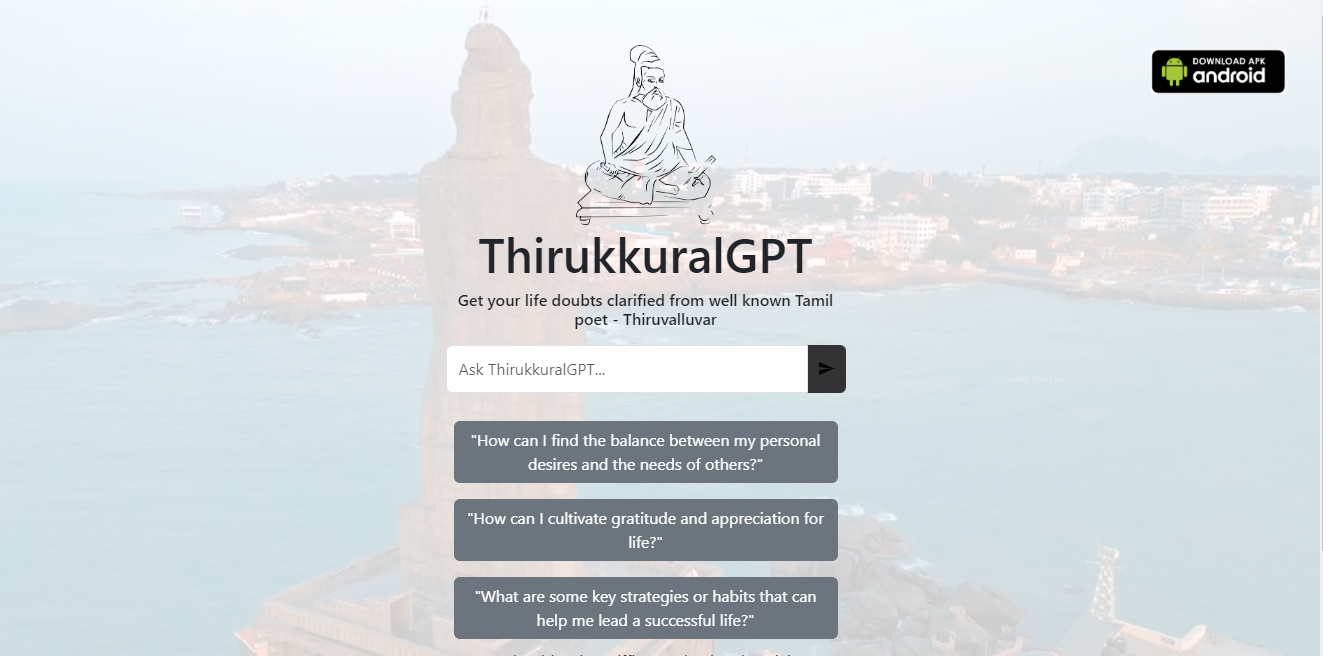 DOWNLOAD APK
android
ThirukkuralGPT
Get your life doubts clarified from well known Tamil
poet - Thiruvalluvar
Ask ThirukkuralGPT...
"How can I find the balance between my personal
desires and the needs of others?"
"How can I cultivate gratitude and appreciation for
life?"
"What are some key strategies or habits that can
help me lead a successful life?"